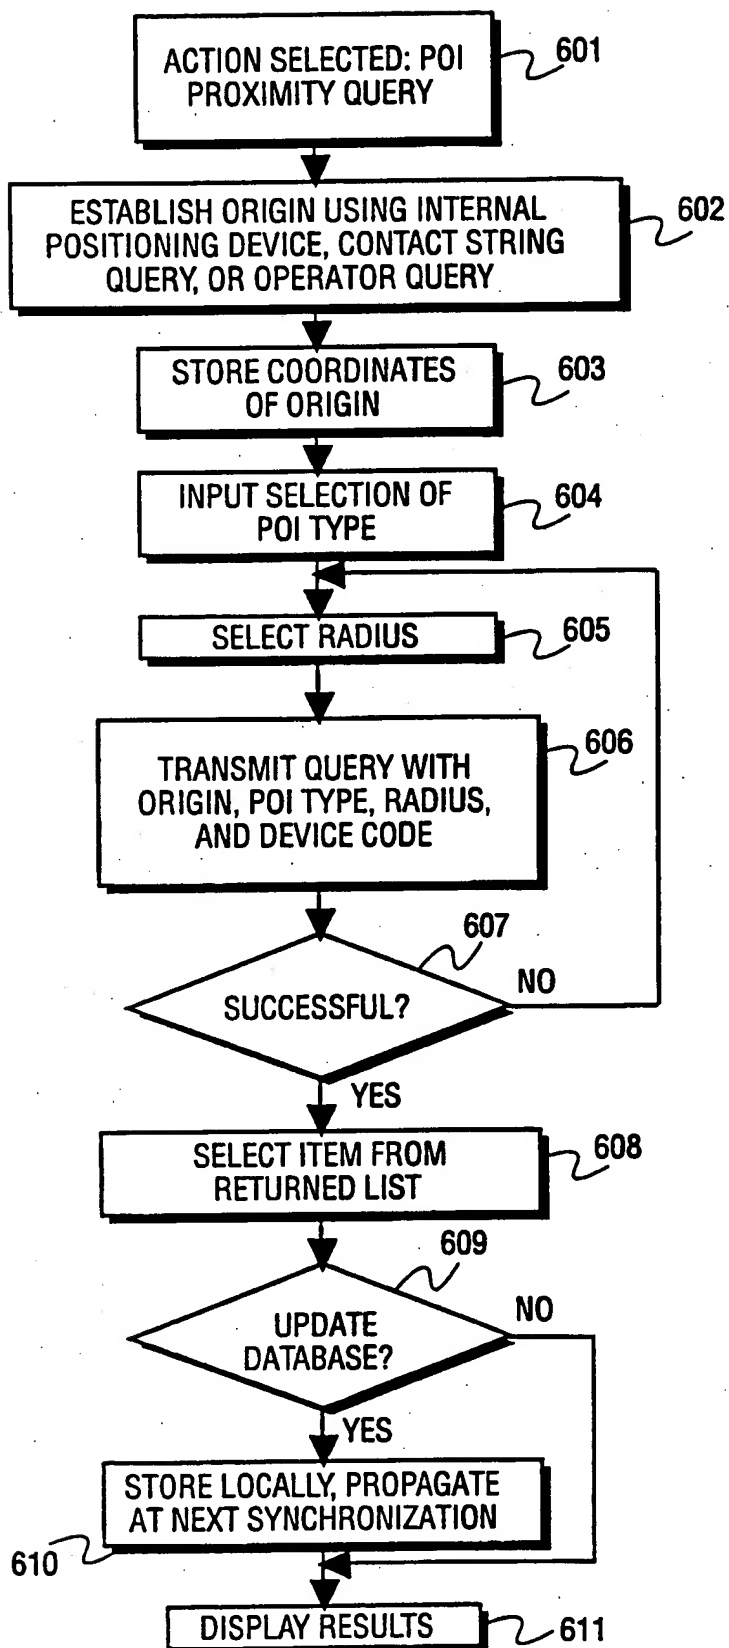 ACTION SELECTED: POI
PROXIMITY QUERY
601
ESTABLISH ORIGIN USING INTERNAL
POSITIONING DEVICE, CONTACT STRING
QUERY, OR OPERATOR QUERY
602
STORE COORDINATES
OF ORIGIN
603
INPUT SELECTION OF
POI TYPE
604
SELECT RADIUS
605
TRANSMIT QUERY WITH
ORIGIN, POI TYPE, RADIUS,
AND DEVICE CODE
606
607
SUCCESSFUL?
NO
YES
SELECT ITEM FROM
RETURNED LIST
608
609
UPDATE
DATABASE?
NO
YES
STORE LOCALLY, PROPAGATE
AT NEXT SYNCHRONIZATION
610
DISPLAY RESULTS
611